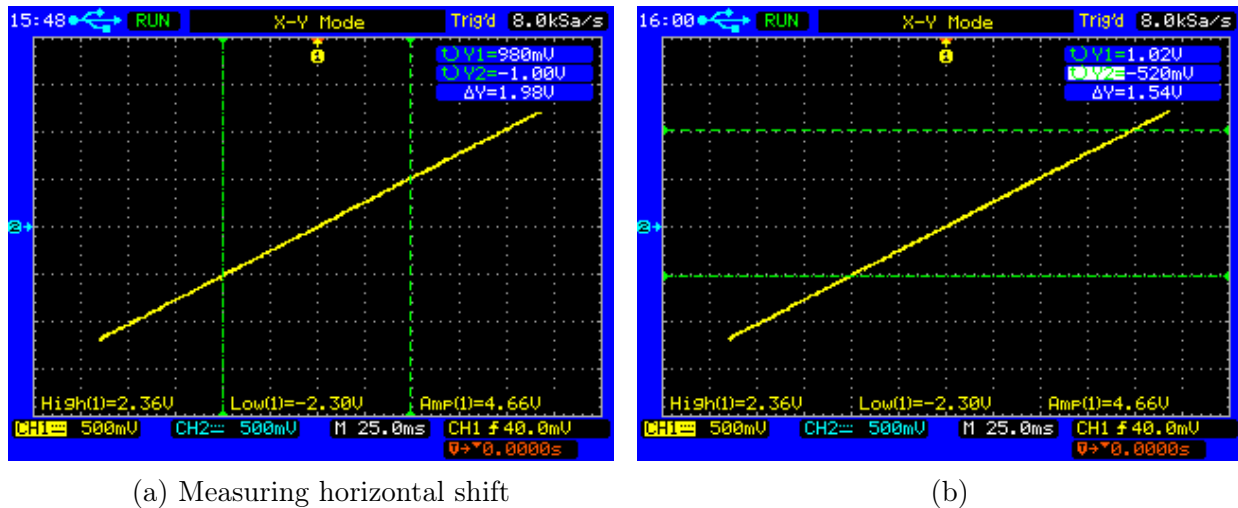 15:48 RUN X-Y Mode Trig'd 8.0kSa/s
1
Y1=980mV
Y2=-1.00V
ΔY=1.98V
2
High(1)=2.36V Low(1)=-2.30V Amp(1)=4.66V
CH1 500mV CH2 500mV M 25.0ms CH1 40.0mV
0.0000s
(a) Measuring horizontal shift
16:00 RUN X-Y Mode Trig'd 8.0kSa/s
1
Y1=1.02V
Y2=-520mV
ΔY=1.54V
2
High(1)=2.36V Low(1)=-2.30V Amp(1)=4.66V
CH1 500mV CH2 500mV M 25.0ms CH1 40.0mV
0.0000s
(b)